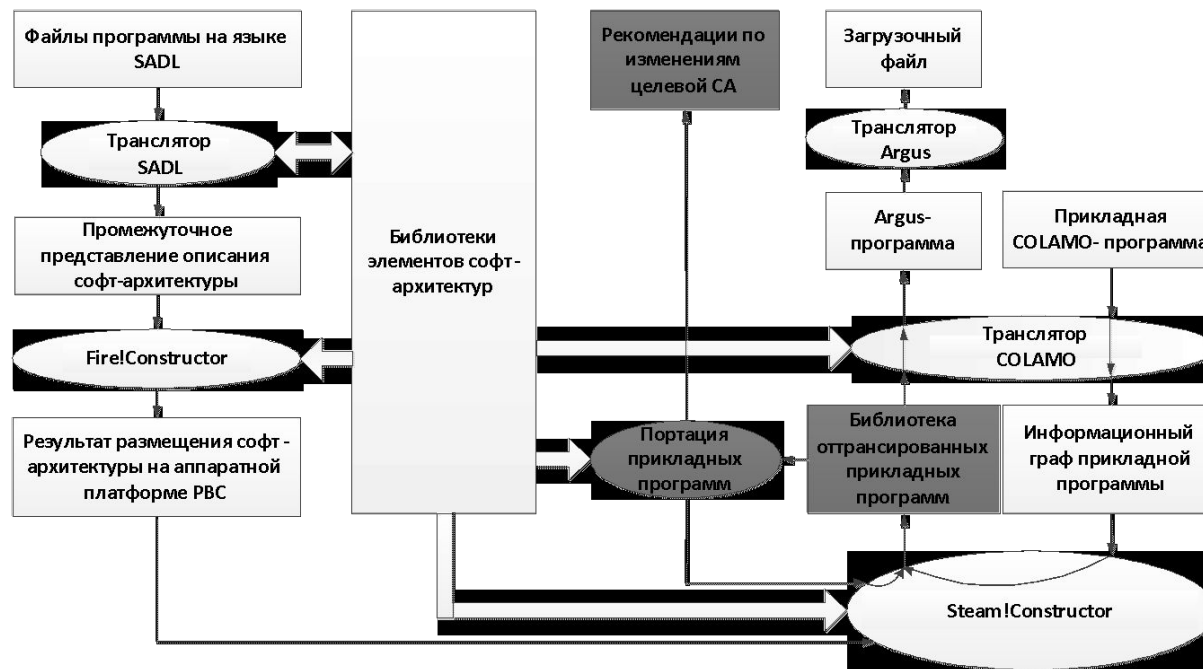 Файлы программы на языке
SADL
Транслятор
SADL
Промежуточное
представление описания
софт-архитектуры
Fire!Constructor
Результат размещения софт -
архитектуры на аппаратной
платформе РВС
Библиотеки
элементов софт -
архитектур
Рекомендации по
изменениям
целевой СА
Портация
прикладных
программ
Загрузочный
файл
Транслятор
Argus
Argus-
программа
Прикладная
COLAMO- программа
Транслятор
COLAMO
Библиотека
оттрансированных
прикладных
программ
Информационный
граф прикладной
программы
Steam!Constructor